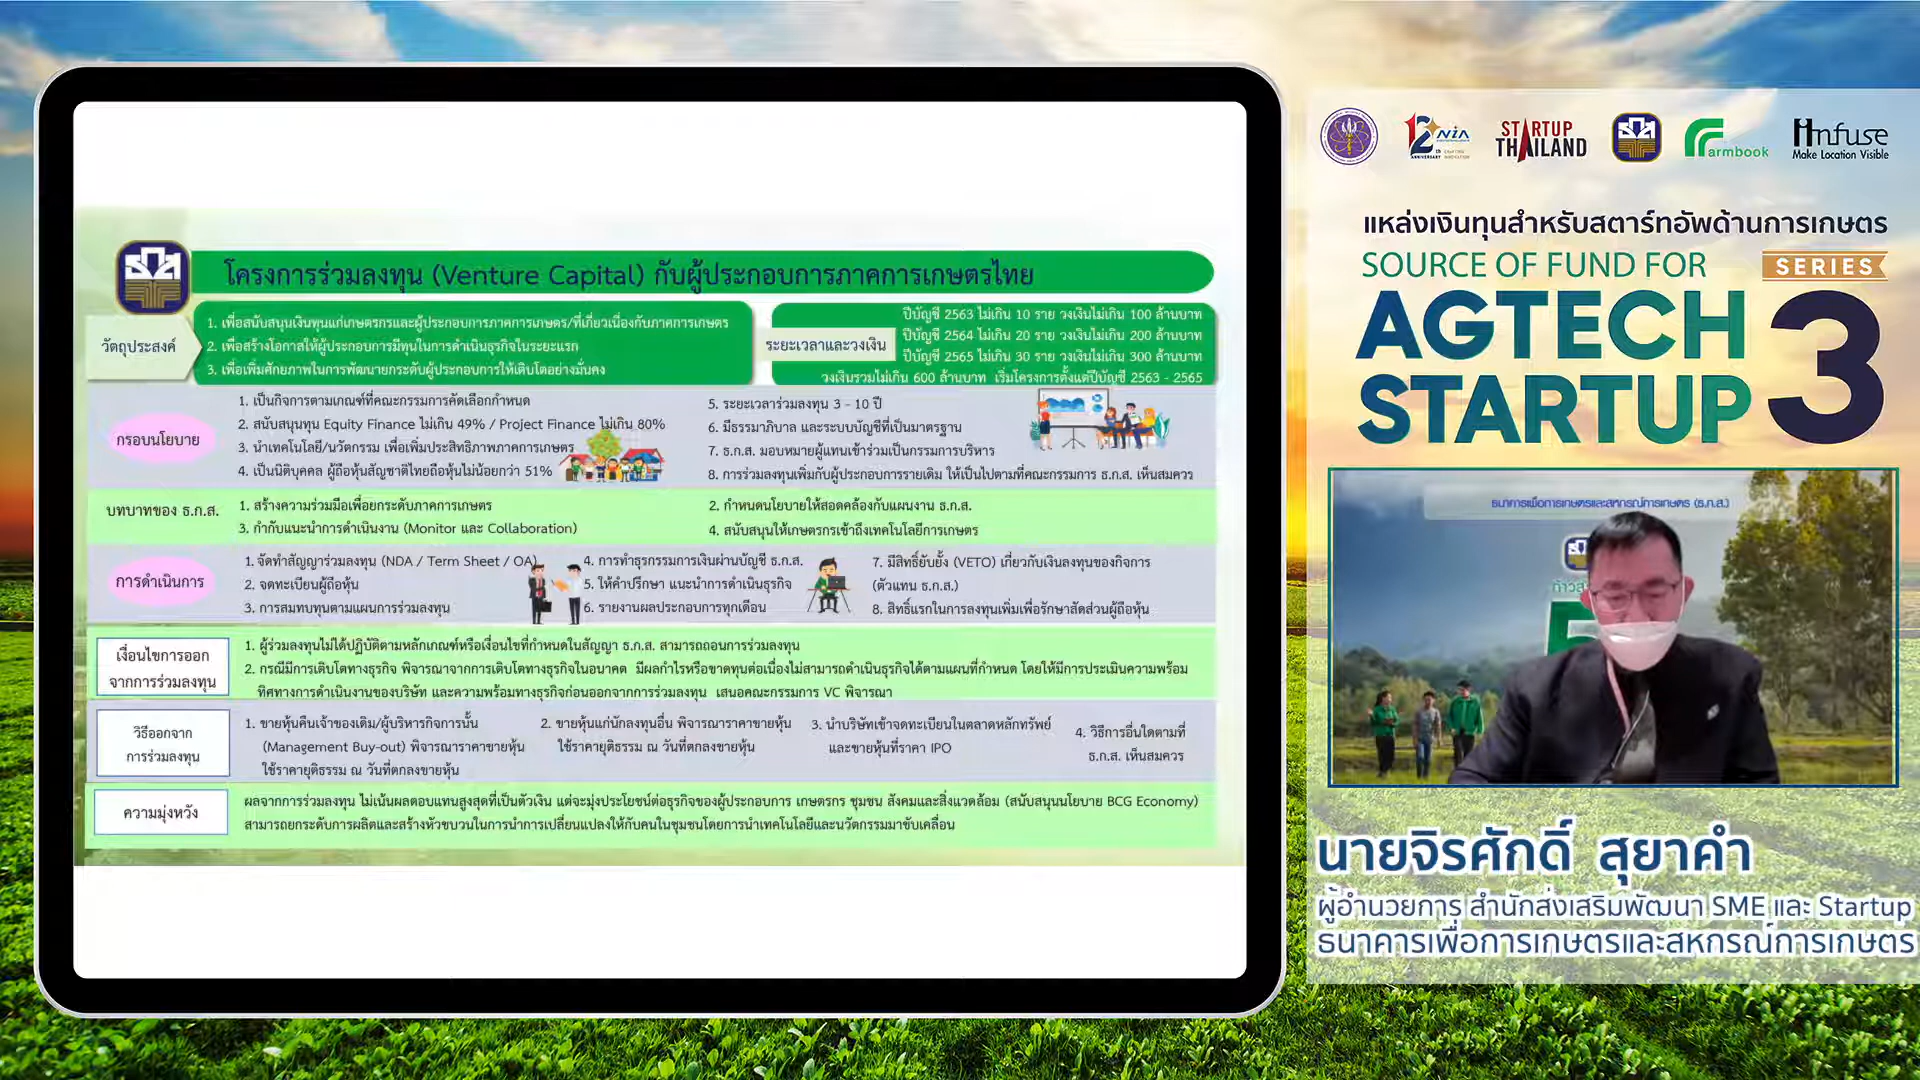 โครงการร่วมลงทุน (Venture Capital) กับผู้ประกอบการภาคการเกษตรไทย
วัตถุประสงค์
1. เพื่อสนับสนุนเงินทุนแก่เกษตรกรและผู้ประกอบการภาคการเกษตร/ที่เกี่ยวเนื่องกับภาคการเกษตร
2. เพื่อสร้างโอกาสให้ผู้ประกอบการมีทุนในการดำเนินธุรกิจในระยะแรก
3. เพื่อเพิ่มศักยภาพในการพัฒนายกระดับผู้ประกอบการให้เติบโตอย่างมั่นคง
ระยะเวลาและวงเงิน
ปีบัญชี 2563 ไม่เกิน 10 ราย วงเงินไม่เกิน 100 ล้านบาท
ปีบัญชี 2564 ไม่เกิน 20 ราย วงเงินไม่เกิน 200 ล้านบาท
ปีบัญชี 2565 ไม่เกิน 30 ราย วงเงินไม่เกิน 300 ล้านบาท
วงเงินรวมไม่เกิน 600 ล้านบาท เริ่มโครงการตั้งแต่ปีบัญชี 2563 - 2565
กรอบนโยบาย
1. เป็นกิจการตามเกณฑ์ที่คณะกรรมการคัดเลือกกำหนด
2. สนับสนุนทุน Equity Finance ไม่เกิน 49% / Project Finance ไม่เกิน 80%
3. นำเทคโนโลยี/นวัตกรรม เพื่อเพิ่มประสิทธิภาพภาคการเกษตร
4. เป็นนิติบุคคล ผู้ถือหุ้นสัญชาติไทยถือหุ้นไม่น้อยกว่า 51%
5. ระยะเวลาร่วมลงทุน 3 - 10 ปี
6. มีธรรมาภิบาล และระบบบัญชีที่เป็นมาตรฐาน
7. ธ.ก.ส. มอบหมายผู้แทนเข้าร่วมเป็นกรรมการบริหาร
8. การร่วมลงทุนเพิ่มกับผู้ประกอบการรายเดิม ให้เป็นไปตามที่คณะกรรมการ ธ.ก.ส. เห็นสมควร
บทบาทของ ธ.ก.ส.
1. สร้างความร่วมมือเพื่อยกระดับภาคการเกษตร
2. กำหนดนโยบายให้สอดคล้องกับแผนงาน ธ.ก.ส.
3. กำกับแนะนำการดำเนินงาน (Monitor และ Collaboration)
4. สนับสนุนให้เกษตรกรเข้าถึงเทคโนโลยีการเกษตร
การดำเนินการ
1. จัดทำสัญญาร่วมลงทุน (NDA / Term Sheet / OA)
2. จดทะเบียนผู้ถือหุ้น
3. การสมทบทุนตามแผนการร่วมลงทุน
4. การทำธุรกรรมการเงินผ่านบัญชี ธ.ก.ส.
5. ให้คำปรึกษา แนะนำการดำเนินธุรกิจ
6. รายงานผลประกอบการทุกเดือน
7. มีสิทธิ์ยับยั้ง (VETO) เกี่ยวกับเงินลงทุนของกิจการ
(ตัวแทน ธ.ก.ส.)
8. สิทธิ์แรกในการลงทุนเพิ่มเพื่อรักษาสัดส่วนผู้ถือหุ้น
เงื่อนไขการออก
จากการร่วมลงทุน
1. ผู้ร่วมลงทุนไม่ได้ปฏิบัติตามหลักเกณฑ์หรือเงื่อนไขที่กำหนดในสัญญา ธ.ก.ส. สามารถถอนการร่วมลงทุน
2. กรณีมีการเติบโตทางธุรกิจ พิจารณาจากการเติบโตทางธุรกิจในอนาคต มีผลกำไรหรือขาดทุนต่อเนื่องไม่สามารถดำเนินธุรกิจได้ตามแผนที่กำหนด โดยให้มีการประเมินความพร้อม
ทิศทางการดำเนินงานของบริษัท และความพร้อมทางธุรกิจก่อนออกจากการร่วมลงทุน เสนอคณะกรรมการ VC พิจารณา
วิธีออกจาก
การร่วมลงทุน
1. ขายหุ้นคืนเจ้าของเดิม/ผู้บริหารกิจการนั้น
(Management Buy-out) พิจารณาราคาขายหุ้น
ใช้ราคายุติธรรม ณ วันที่ตกลงขายหุ้น
2. ขายหุ้นแก่นักลงทุนอื่น พิจารณาราคาขายหุ้น
ใช้ราคายุติธรรม ณ วันที่ตกลงขายหุ้น
3. นำบริษัทเข้าจดทะเบียนในตลาดหลักทรัพย์
และขายหุ้นที่ราคา IPO
4. วิธีการอื่นใดตามที่
ธ.ก.ส. เห็นสมควร
ความมุ่งหวัง
ผลจากการร่วมลงทุน ไม่เน้นผลตอบแทนสูงสุดที่เป็นตัวเงิน แต่จะมุ่งประโยชน์ต่อธุรกิจของผู้ประกอบการ เกษตรกร ชุมชน สังคมและสิ่งแวดล้อม (สนับสนุนนโยบาย BCG Economy)
สามารถยกระดับการผลิตและสร้างหัวขบวนในการนำการเปลี่ยนแปลงให้กับคนในชุมชนโดยการนำเทคโนโลยีและนวัตกรรมมาขับเคลื่อน
12 NIA
ANNIVERSARY
STARTUP
THAILAND
armbook
infuse
Make Location Visible
แหล่งเงินทุนสำหรับสตาร์ทอัพด้านการเกษตร
SOURCE OF FUND FOR
SERIES
AGTECH
STARTUP
3
ธนาคารเพื่อการเกษตรและสหกรณ์การเกษตร (ธ.ก.ส.)
นายจิรศักดิ์ สุยาคำ
ผู้อำนวยการ สำนักส่งเสริมพัฒนา SME และ Startup
ธนาคารเพื่อการเกษตรและสหกรณ์การเกษตร